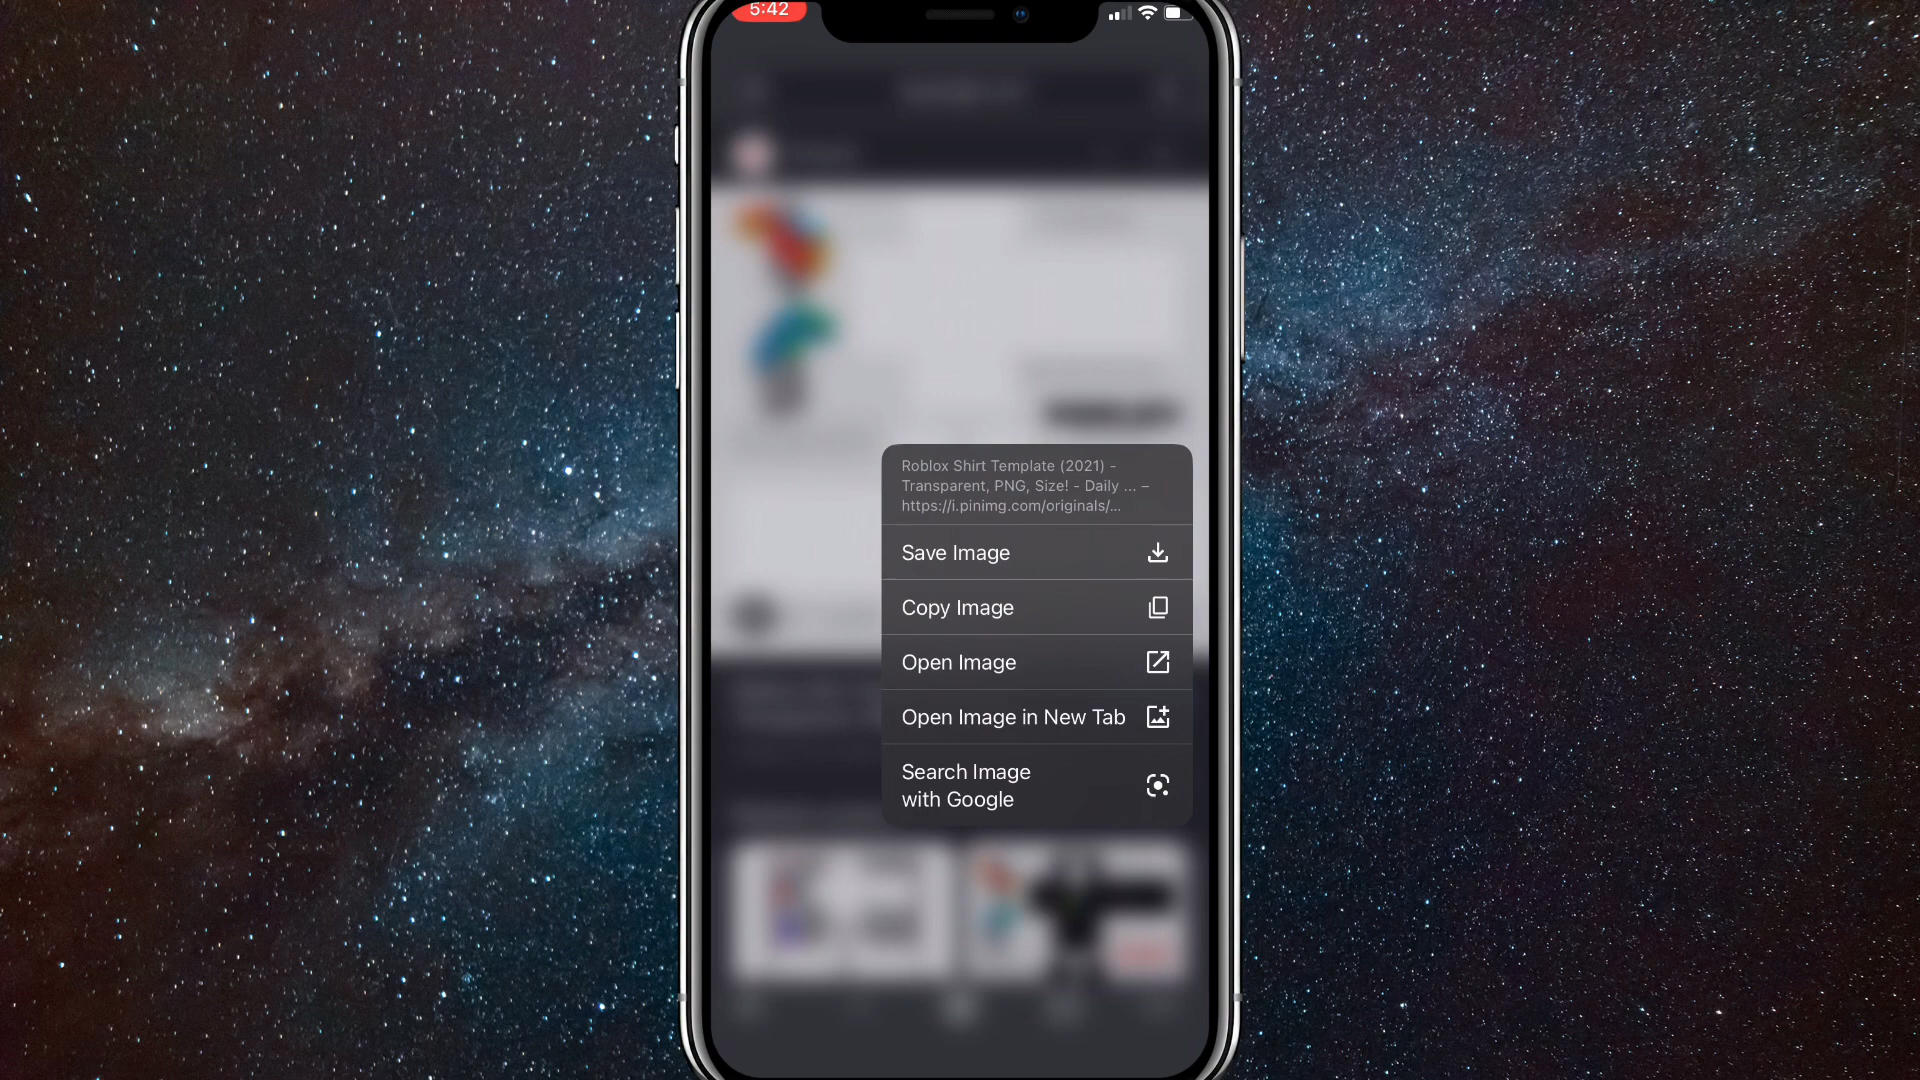 5:42
Roblox Shirt Template (2021) -
Transparent, PNG, Size! - Daily ... –
https://i.pinimg.com/originals/...
Save Image
Copy Image
Open Image
Open Image in New Tab
Search Image
with Google